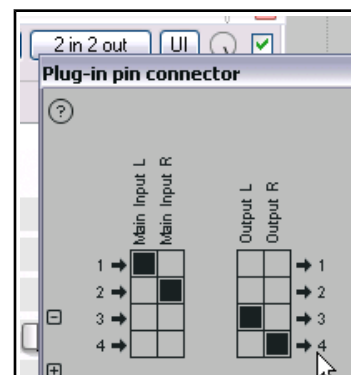 2 in 2 out UI
Plug-in pin connector
?
Main Input L
Main Input R
Output L
Output R
1
2
3
4
1
2
3
4